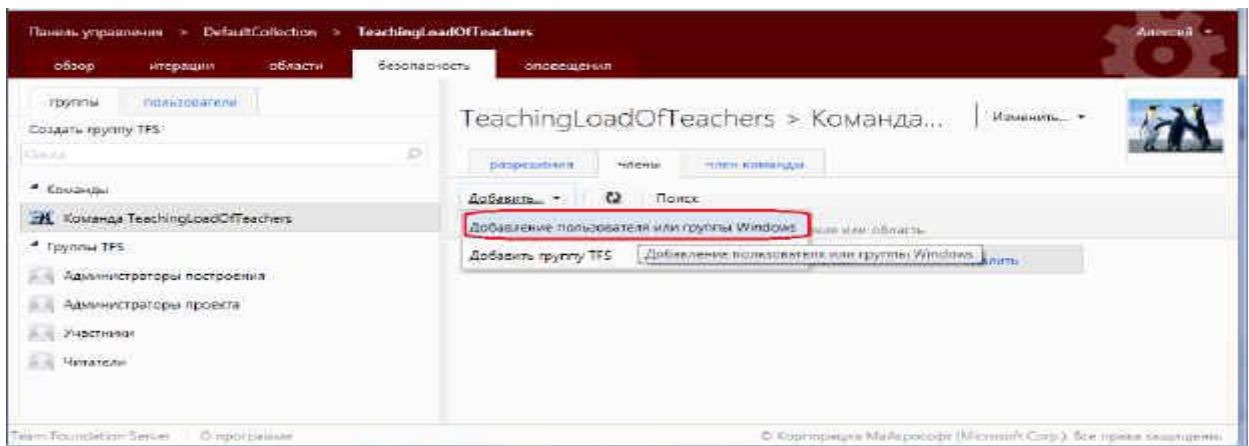 Панель управления > DefaultCollection > TeachingLoadOfTeachers
Алексей
обзор итерации области безопасность оповещения
группы пользователи
Создать группу TFS
Поиск
Команды
Команда TeachingLoadOfTeachers
Группы TFS
Администраторы построения
Администраторы проекта
Участники
Читатели
TeachingLoadOfTeachers > Команда... Изменить...
разрешения члены член команды
Добавить... Поиск
Добавление пользователя или группы Windows
или область
Добавить группу TFS
Добавление пользователя или группы Windows
Team Foundation Server О программе
© Корпорация Майкрософт (Microsoft Corp.). Все права защищены.